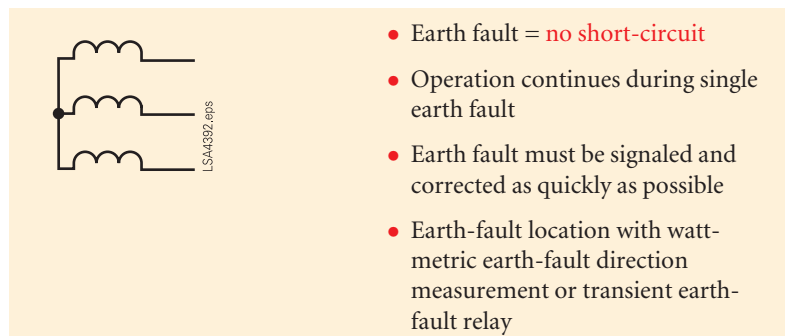 • Earth fault = no short-circuit
• Operation continues during single
earth fault
• Earth fault must be signaled and
corrected as quickly as possible
• Earth-fault location with watt-
metric earth-fault direction
measurement or transient earth-
fault relay
LSA4392.eps